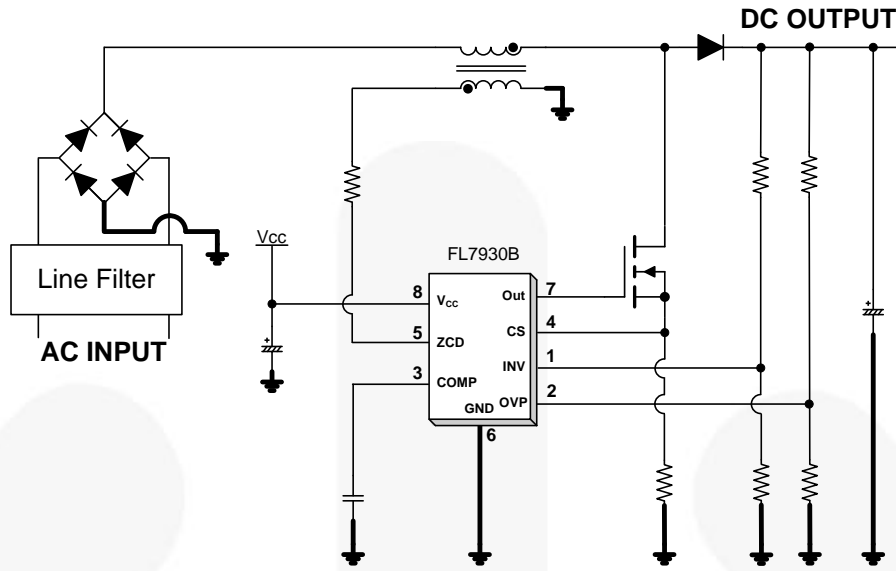 DC OUTPUT
Line Filter
AC INPUT
Vcc
FL7930B
8
VCC
5
ZCD
3
COMP
GND
6
Out
7
CS
4
INV
1
OVP
2